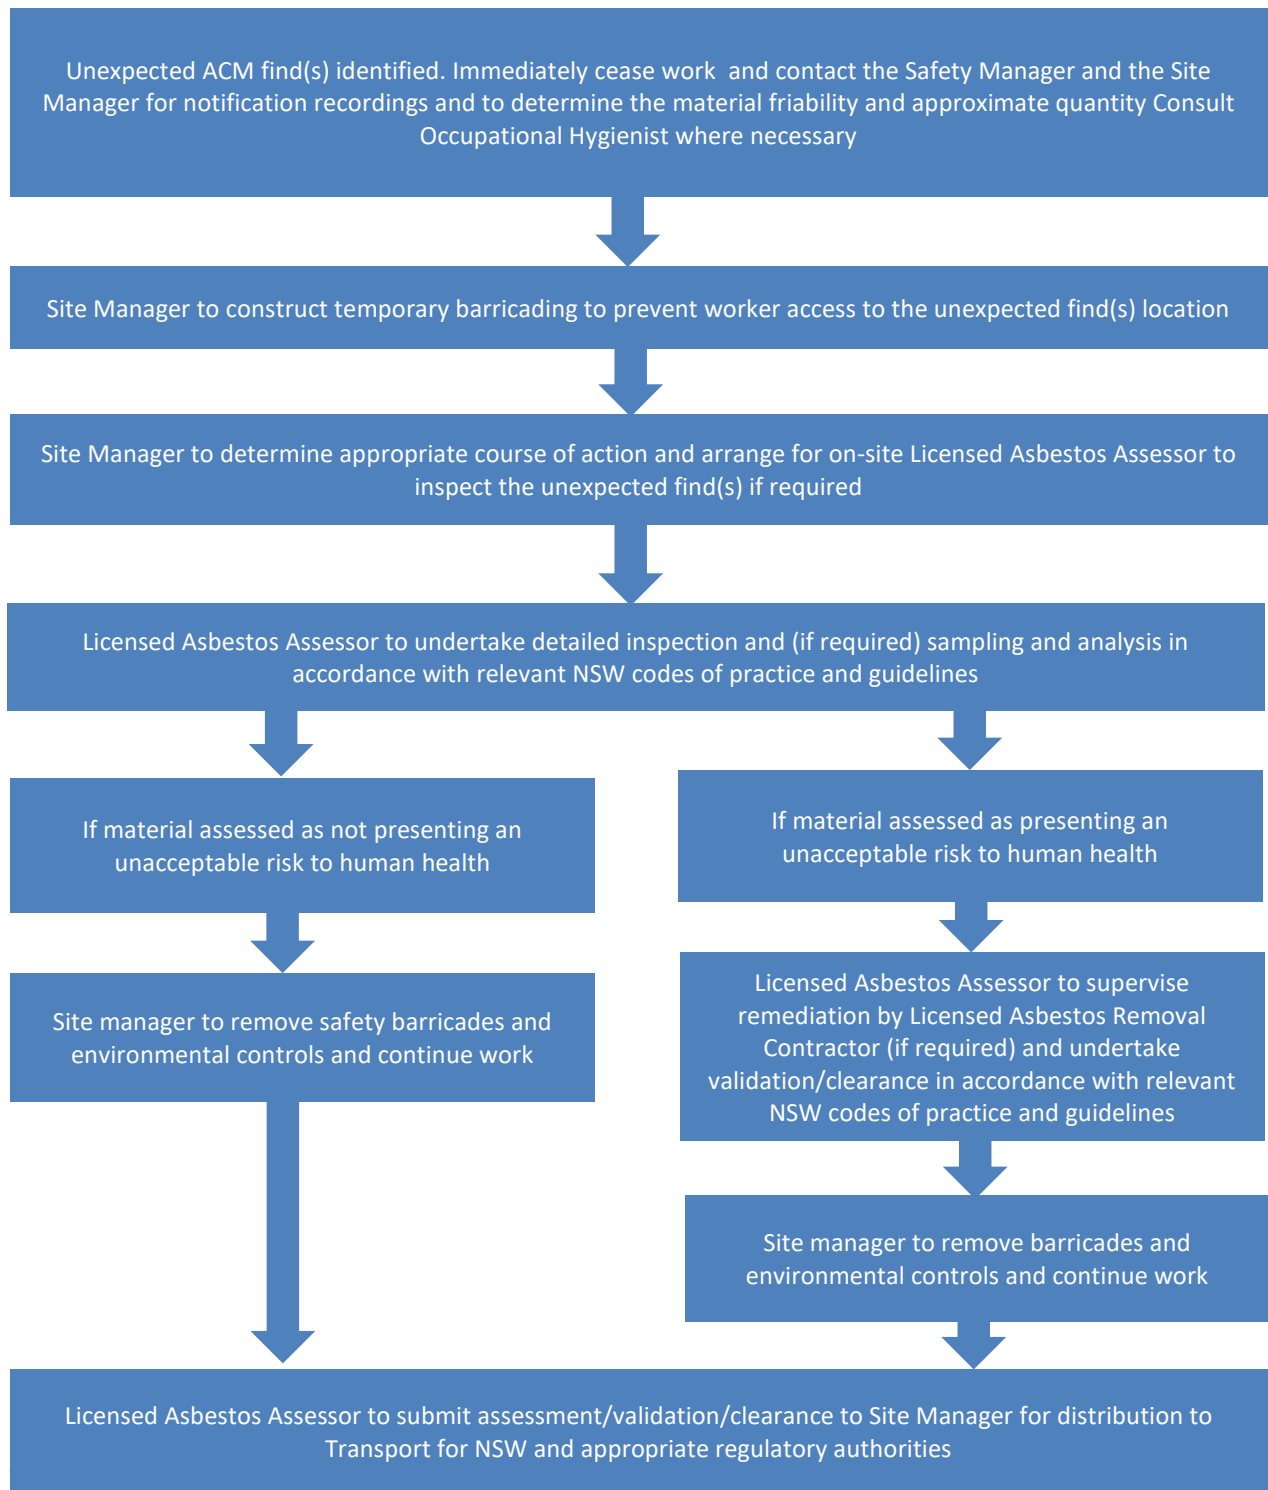 Unexpected ACM find(s) identified. Immediately cease work  and contact the Safety Manager and the Site
Manager for notification recordings and to determine the material friability and approximate quantity Consult
Occupational Hygienist where necessary
Site Manager to construct temporary barricading to prevent worker access to the unexpected find(s) location
Site Manager to determine appropriate course of action and arrange for on-site Licensed Asbestos Assessor to
inspect the unexpected find(s) if required
Licensed Asbestos Assessor to undertake detailed inspection and (if required) sampling and analysis in
accordance with relevant NSW codes of practice and guidelines
If material assessed as not presenting an
unacceptable risk to human health
If material assessed as presenting an
unacceptable risk to human health
Site manager to remove safety barricades and
environmental controls and continue work
Licensed Asbestos Assessor to supervise
remediation by Licensed Asbestos Removal
Contractor (if required) and undertake
validation/clearance in accordance with relevant
NSW codes of practice and guidelines
Site manager to remove barricades and
environmental controls and continue work
Licensed Asbestos Assessor to submit assessment/validation/clearance to Site Manager for distribution to
Transport for NSW and appropriate regulatory authorities